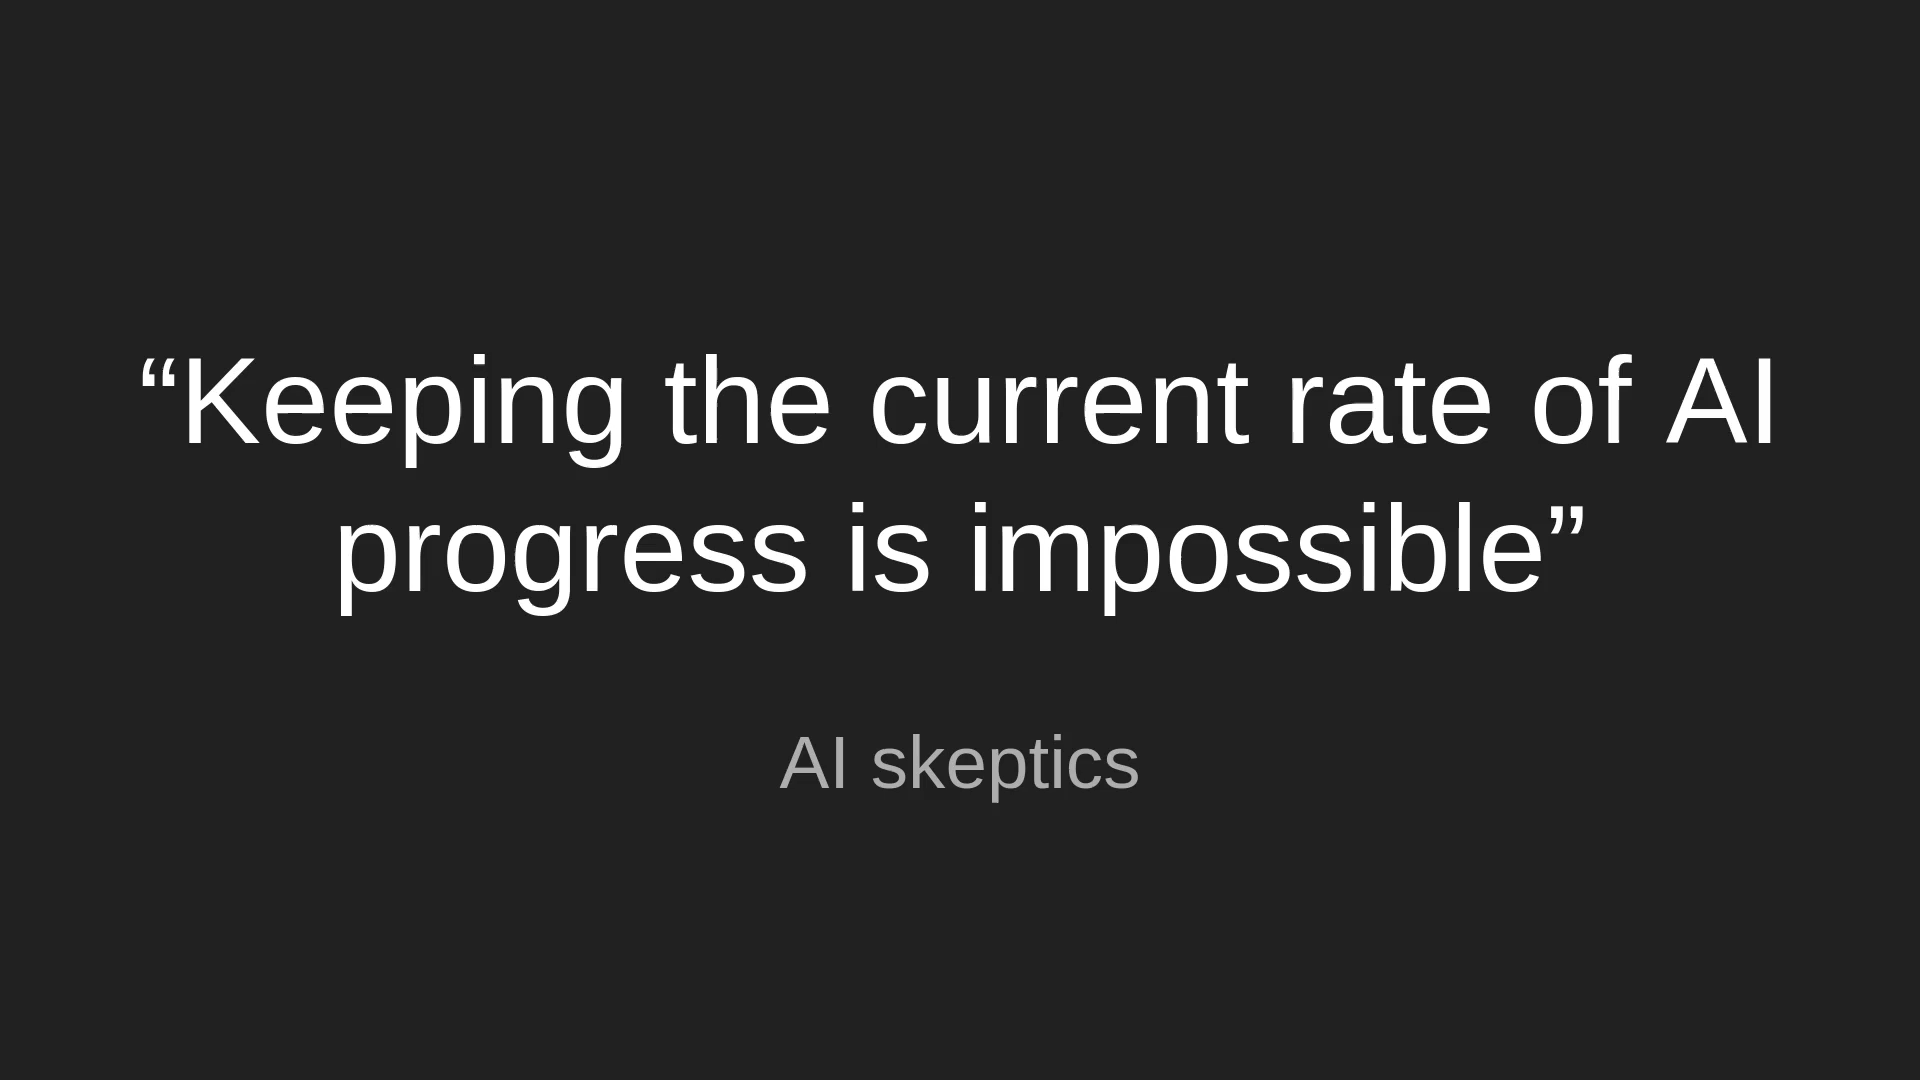 “Keeping the current rate of AI
progress is impossible”
AI skeptics